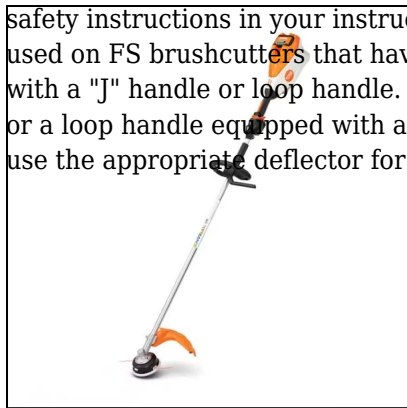 safety instructions in your instruc
used on FS brushcutters that hav
with a "J" handle or loop handle.
or a loop handle equipped with a
use the appropriate deflector for